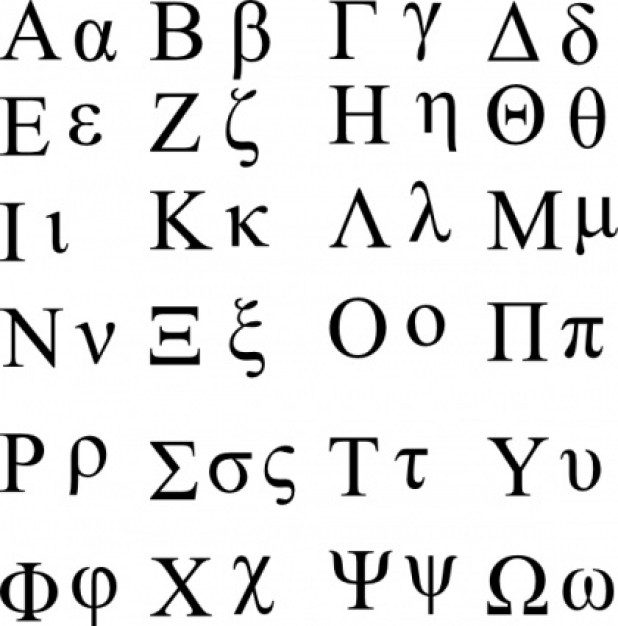 Α α Β β Γ γ Δ δ
Ε ε Ζ ζ Η η Θ θ
Ι ι Κ κ Λ λ Μ μ
Ν ν Ξ ξ Ο ο Π π
Ρ ρ Σ σ ς Τ τ Υ υ
Φ φ Χ χ Ψ ψ Ω ω